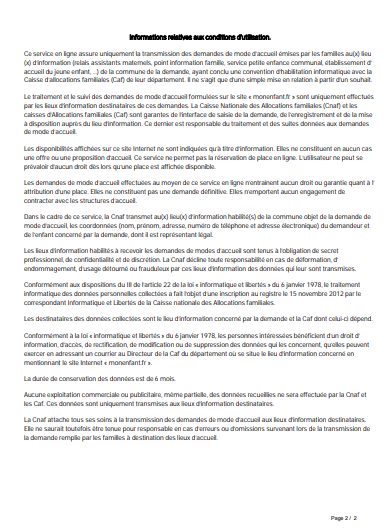 Informations relatives aux conditions d'utilisation.
Ce service en ligne assure uniquement la transmission des demandes de mode d'accueil émises par les familles au(x) lieu
(x) d'information (relais assistants maternels, point information famille, service petite enfance communal, établissement d'
accueil du jeune enfant, ..) de la commune de la demande, ayant conclu une convention d'habilitation informatique avec la
Caisse d'allocations familiales (Caf) de leur département. Il ne s'agit que d'une simple mise en relation à partir d'un souhait.
Le traitement et le suivi des demandes de mode d'accueil formulées sur le site « monenfant.fr » sont uniquement effectués
par les lieux d'information destinataires de ces demandes. La Caisse Nationale des Allocations familiales (Cnaf) et les
caisses d'Allocations familiales (Caf) sont garantes de l'interface de saisie de la demande, de l'enregistrement et de la mise
à disposition auprès du lieu d'information. Ce dernier est responsable du traitement et des suites données aux demandes
de mode d'accueil.
Les disponibilités affichées sur ce site Internet ne sont indiquées qu'à titre d'information. Elles ne constituent en aucun cas
une offre ou une proposition d'accueil. Ce service ne permet pas la réservation de place en ligne. L'utilisateur ne peut se
prévaloir d'aucun droit dès lors qu'une place est affichée disponible.
Les demandes de mode d'accueil effectuées au moyen de ce service en ligne n'entraînent aucun droit ou garantie quant à l'
attribution d'une place. Elles ne constituent pas une demande définitive. Elles n'emportent aucun engagement de
contracter avec les structures d'accueil.
Dans le cadre de ce service, la Cnaf transmet au(x) lieu(x) d'information habilité(s) de la commune objet de la demande de
mode d'accueil, les coordonnées (nom, prénom, adresse, numéro de téléphone et adresse électronique) du demandeur et
de l'enfant concerné par la demande, dont il est représentant légal.
Les lieux d'information habilités à recevoir les demandes de modes d'accueil sont tenus à l'obligation de secret
professionnel, de confidentialité et de discrétion. La Cnaf décline toute responsabilité en cas de déformation, d'
endommagement, d'usage détourné ou frauduleux par ces lieux d'information des données qui leur sont transmises.
Conformément aux dispositions du III de l'article 22 de la loi « informatique et libertés » du 6 janvier 1978, le traitement
informatique des données personnelles collectées a fait l'objet d'une inscription au registre le 15 novembre 2012 par le
correspondant Informatique et Libertés de la Caisse nationale des Allocations familiales.
Les destinataires des données collectées sont le lieu d'information concerné par la demande et la Caf dont celui-ci dépend.
Conformément à la loi « informatique et libertés » du 6 janvier 1978, les personnes intéressées bénéficient d'un droit d'
information, d'accès, de rectification, de modification ou de suppression des données qui les concernent, qu'elles peuvent
exercer en adressant un courrier au Directeur de la Caf du département où se situe le lieu d'information concerné en
mentionnant le site Internet « monenfant.fr ».
La durée de conservation des données est de 6 mois.
Aucune exploitation commerciale ou publicitaire, même partielle, des données recueillies ne sera effectuée par la Cnaf et
les Caf. Ces données sont uniquement transmises aux lieux d'information destinataires.
La Cnaf attache tous ses soins à la transmission des demandes de mode d'accueil aux lieux d'information destinataires.
Elle ne saurait toutefois être tenue pour responsable en cas d'erreurs ou d'omissions survenant lors de la transmission de
la demande remplie par les familles à destination des lieux d'accueil.
Page 2 / 2